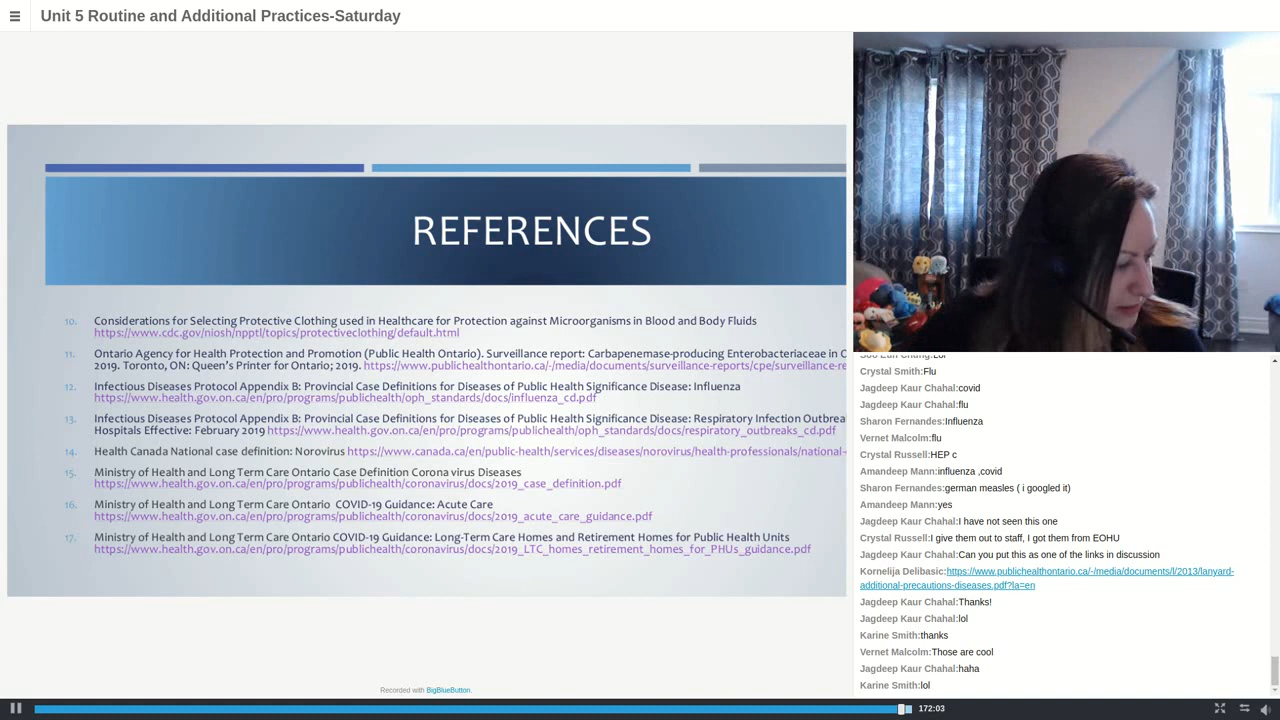 Unit 5 Routine and Additional Practices-Saturday
REFERENCES
10. Considerations for Selecting Protective Clothing used in Healthcare for Protection against Microorganisms in Blood and Body Fluids
https://www.cdc.gov/niosh/npptl/topics/protectiveclothing/default.html
11. Ontario Agency for Health Protection and Promotion (Public Health Ontario). Surveillance report: Carbapenemase-producing Enterobacteriaceae in O
2019. Toronto, ON: Queen's Printer for Ontario; 2019. https://www.publichealthontario.ca/-/media/documents/surveillance-reports/cpe/surveillance-re
12. Infectious Diseases Protocol Appendix B: Provincial Case Definitions for Diseases of Public Health Significance Disease: Influenza
https://www.health.gov.on.ca/en/pro/programs/publichealth/oph_standards/docs/influenza_cd.pdf
13. Infectious Diseases Protocol Appendix B: Provincial Case Definitions for Diseases of Public Health Significance Disease: Respiratory Infection Outbrea
Hospitals Effective: February 2019 https://www.health.gov.on.ca/en/pro/programs/publichealth/oph_standards/docs/respiratory_outbreaks_cd.pdf
14. Health Canada National case definition: Norovirus https://www.canada.ca/en/public-health/services/diseases/norovirus/health-professionals/national-
15. Ministry of Health and Long Term Care Ontario Case Definition Corona virus Diseases
https://www.health.gov.on.ca/en/pro/programs/publichealth/coronavirus/docs/2019_case_definition.pdf
16. Ministry of Health and Long Term Care Ontario COVID-19 Guidance: Acute Care
https://www.health.gov.on.ca/en/pro/programs/publichealth/coronavirus/docs/2019_acute_care_guidance.pdf
17. Ministry of Health and Long Term Care Ontario COVID-19 Guidance: Long-Term Care Homes and Retirement Homes for Public Health Units
https://www.health.gov.on.ca/en/pro/programs/publichealth/coronavirus/docs/2019_LTC_homes_retirement_homes_for_PHUs_guidance.pdf
Soo Eun Chung:Lol
Crystal Smith:Flu
Jagdeep Kaur Chahal:covid
Jagdeep Kaur Chahal:flu
Sharon Fernandes:Influenza
Vernet Malcolm:flu
Crystal Russell:HEP c
Amandeep Mann:influenza ,covid
Sharon Fernandes:german measles ( i googled it)
Amandeep Mann:yes
Jagdeep Kaur Chahal:I have not seen this one
Crystal Russell:I give them out to staff, I got them from EOHU
Jagdeep Kaur Chahal:Can you put this as one of the links in discussion
Kornelija Delibasic:https://www.publichealthontario.ca/-/media/documents/l/2013/lanyard-
additional-precautions-diseases.pdf?la=en
Jagdeep Kaur Chahal:Thanks!
Jagdeep Kaur Chahal:lol
Karine Smith:thanks
Vernet Malcolm:Those are cool
Jagdeep Kaur Chahal:haha
Karine Smith:lol
Recorded with BigBlueButton.
172:03